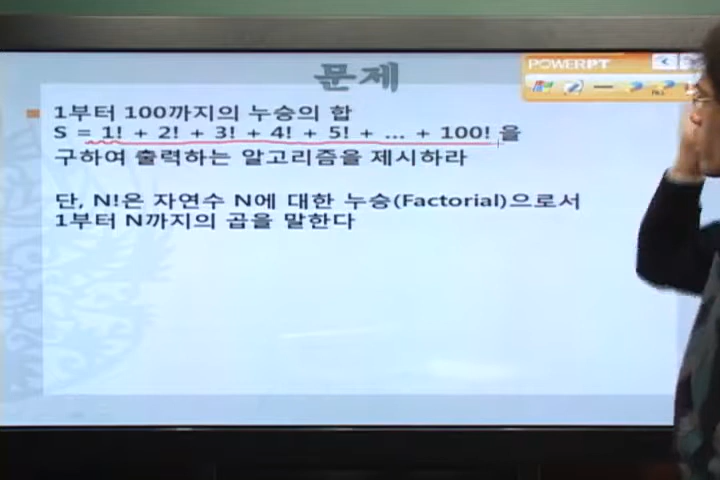 문제
POWERPT
1부터 100까지의 누승의 합
S = 1! + 2! + 3! + 4! + 5! + ... + 100! 을
구하여 출력하는 알고리즘을 제시하라
단, N!은 자연수 N에 대한 누승(Factorial)으로서
1부터 N까지의 곱을 말한다